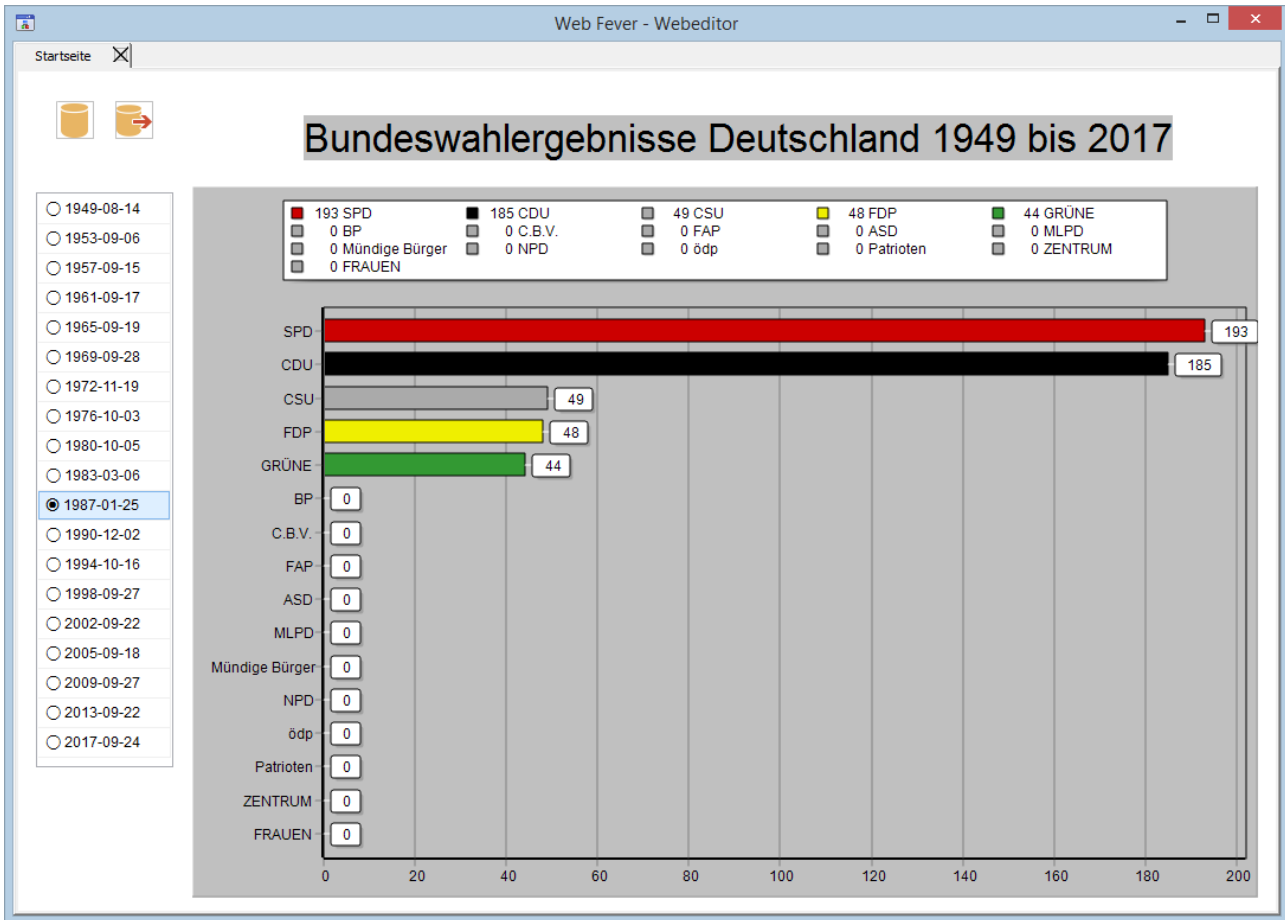 Web Fever - Webeditor
Startseite
Bundeswahlergebnisse Deutschland 1949 bis 2017
1949-08-14
1953-09-06
1957-09-15
1961-09-17
1965-09-19
1969-09-28
1972-11-19
1976-10-03
1980-10-05
1983-03-06
1987-01-25
1990-12-02
1994-10-16
1998-09-27
2002-09-22
2005-09-18
2009-09-27
2013-09-22
2017-09-24
193 SPD 185 CDU 49 CSU 48 FDP 44 GRÜNE
0 BP 0 C.B.V. 0 FAP 0 ASD 0 MLPD
0 Mündige Bürger 0 NPD 0 ödp 0 Patrioten 0 ZENTRUM
0 FRAUEN
SPD 193
CDU 185
CSU 49
FDP 48
GRÜNE 44
BP 0
C.B.V. 0
FAP 0
ASD 0
MLPD 0
Mündige Bürger 0
NPD 0
ödp 0
Patrioten 0
ZENTRUM 0
FRAUEN 0
0 20 40 60 80 100 120 140 160 180 200